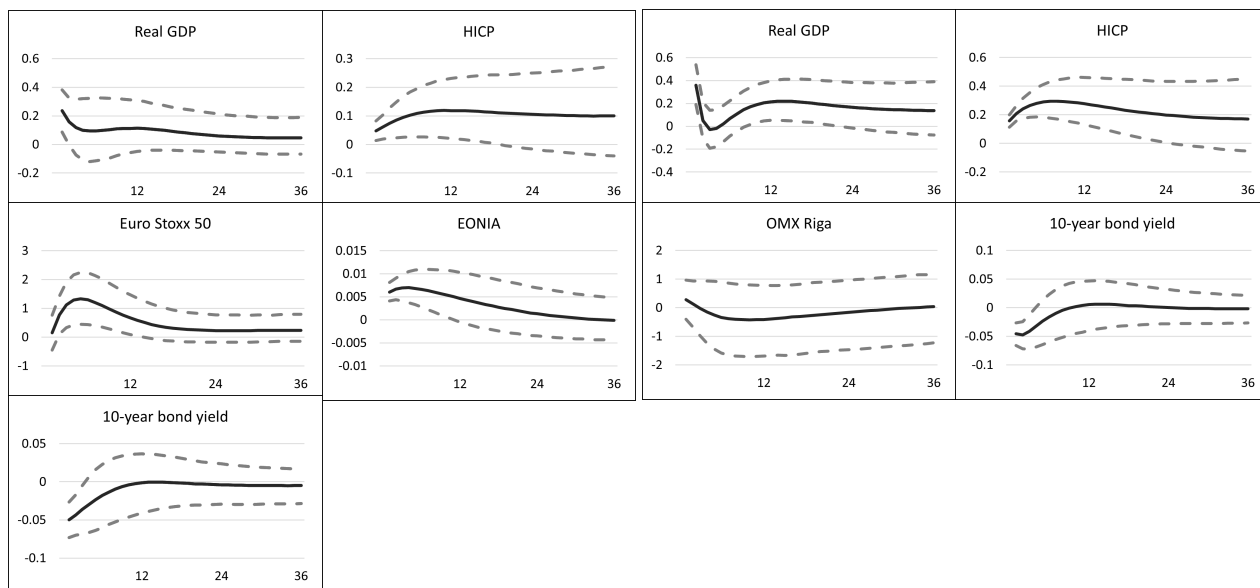 Real GDP
0.6
0.4
0.2
0
-0.2
12 24 36
HICP
0.3
0.2
0.1
0
-0.1
12 24 36
Euro Stoxx 50
3
2
1
0
-1
12 24 36
EONIA
0.015
0.01
0.005
0
-0.005
-0.01
12 24 36
10-year bond yield
0.05
0
-0.05
-0.1
12 24 36
Real GDP
0.6
0.4
0.2
0
-0.2
-0.4
12 24 36
HICP
0.6
0.4
0.2
0
-0.2
12 24 36
OMX Riga
2
1
0
-1
-2
12 24 36
10-year bond yield
0.1
0.05
0
-0.05
-0.1
12 24 36